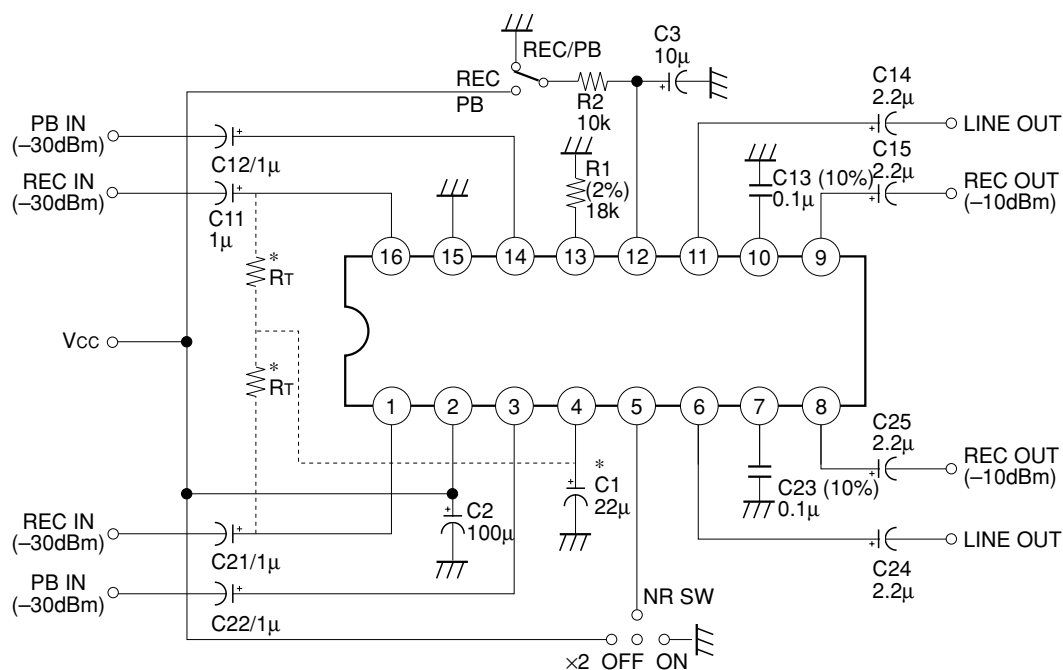 REC/PB
REC
PB
C3
10µ
+
R2
10k
C14
2.2µ
+
LINE OUT
PB IN
(–30dBm)
+
C12/1µ
REC IN
(–30dBm)
+
C11
1µ
R1
(2%)
18k
C13 (10%)
0.1µ
C15
2.2µ
+
REC OUT
(–10dBm)
16 15 14 13 12 11 10 9
*
RT
VCC
*
RT
1 2 3 4 5 6 7 8
*
+
C1
22µ
+
C2
100µ
C23 (10%)
0.1µ
C25
2.2µ
+
REC OUT
(–10dBm)
REC IN
(–30dBm)
+
C21/1µ
+
LINE OUT
C24
2.2µ
PB IN
(–30dBm)
+
C22/1µ
NR SW
×2 OFF ON